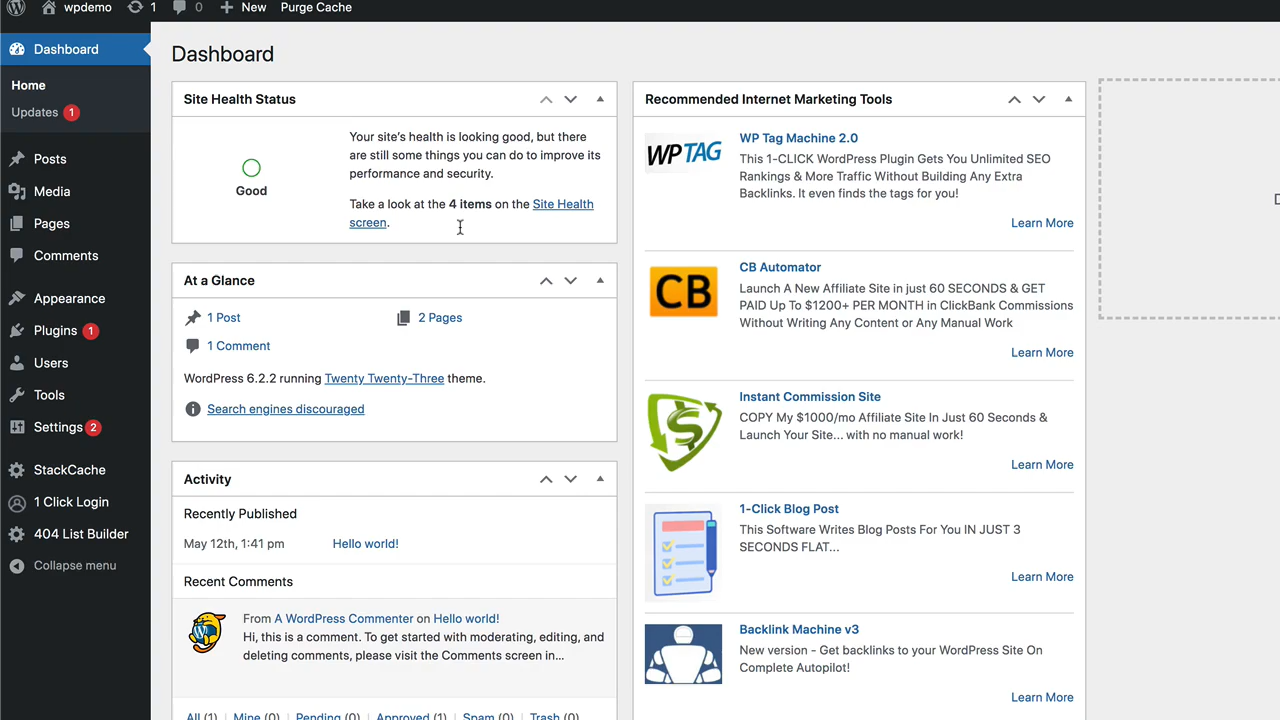 wpdemo 1 0 New Purge Cache
Dashboard
Home
Updates 1
Posts
Media
Pages
Comments
Appearance
Plugins 1
Users
Tools
Settings 2
StackCache
1 Click Login
404 List Builder
Collapse menu
Dashboard
Site Health Status
Good
Your site's health is looking good, but there
are still some things you can do to improve its
performance and security.
Take a look at the 4 items on the Site Health
screen.
At a Glance
1 Post
2 Pages
1 Comment
WordPress 6.2.2 running Twenty Twenty-Three theme.
Search engines discouraged
Activity
Recently Published
May 12th, 1:41 pm Hello world!
Recent Comments
From A WordPress Commenter on Hello world!
Hi, this is a comment. To get started with moderating, editing, and
deleting comments, please visit the Comments screen in...
All (1) | Mine (0) | Pending (0) | Approved (1) | Spam (0) | Trash (0)
Recommended Internet Marketing Tools
WP TAG
WP Tag Machine 2.0
This 1-CLICK WordPress Plugin Gets You Unlimited SEO
Rankings & More Traffic Without Building Any Extra
Backlinks. It even finds the tags for you!
Learn More
CB
CB Automator
Launch A New Affiliate Site in just 60 SECONDS & GET
PAID Up To $1200+ PER MONTH in ClickBank Commissions
Without Writing Any Content or Any Manual Work
Learn More
Instant Commission Site
COPY My $1000/mo Affiliate Site In Just 60 Seconds &
Launch Your Site... with no manual work!
Learn More
1-Click Blog Post
This Software Writes Blog Posts For You IN JUST 3
SECONDS FLAT...
Learn More
Backlink Machine v3
New version - Get backlinks to your WordPress Site On
Complete Autopilot!
Learn More